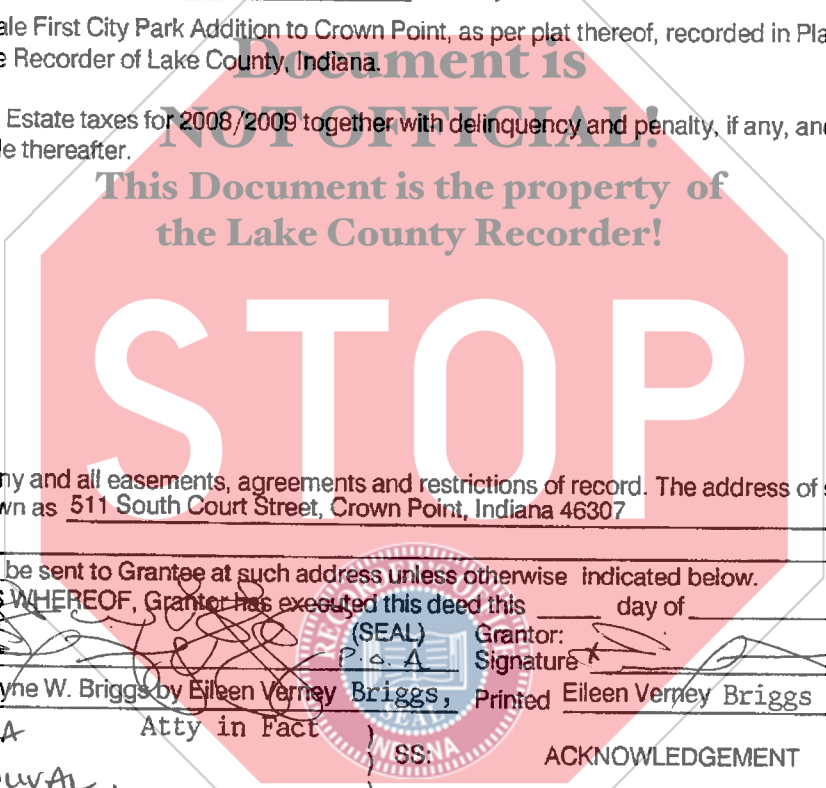 ale First City Park Addition to Crown Point, as per plat thereof, recorded in Pla
e Recorder of Lake County, Indiana.
Document is
Estate taxes for 2008/2009 together with delinquency and penalty, if any, and
NOT OFFICIAL!
le thereafter.
This Document is the property of
the Lake County Recorder!
STOP
ny and all easements, agreements and restrictions of record. The address of s
wn as 511 South Court Street, Crown Point, Indiana 46307
be sent to Grantee at such address unless otherwise indicated below.
S WHEREOF, Grantor has executed this deed this _____ day of
(SEAL) Grantor:
P.O.A Signature X
yne W. Briggs by Eileen Verney Briggs, Printed Eileen Verney Briggs
Atty in Fact
SEAL
INDIANA
) SS: ACKNOWLEDGEMENT